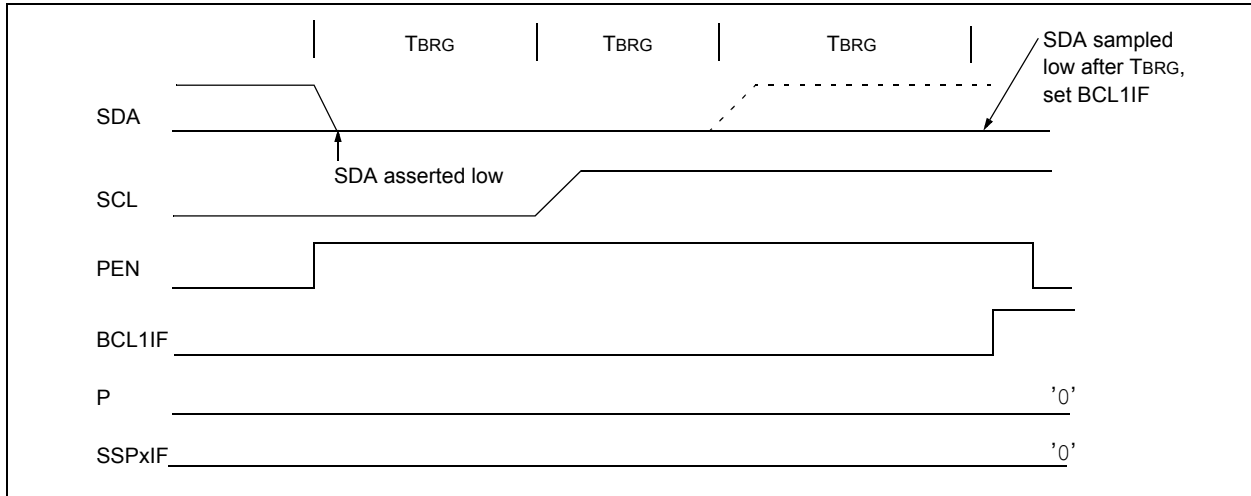 TBRG TBRG TBRG
SDA sampled
low after TBRG,
set BCL1IF
SDA
SDA asserted low
SCL
PEN
BCL1IF
P '0'
SSPxIF '0'